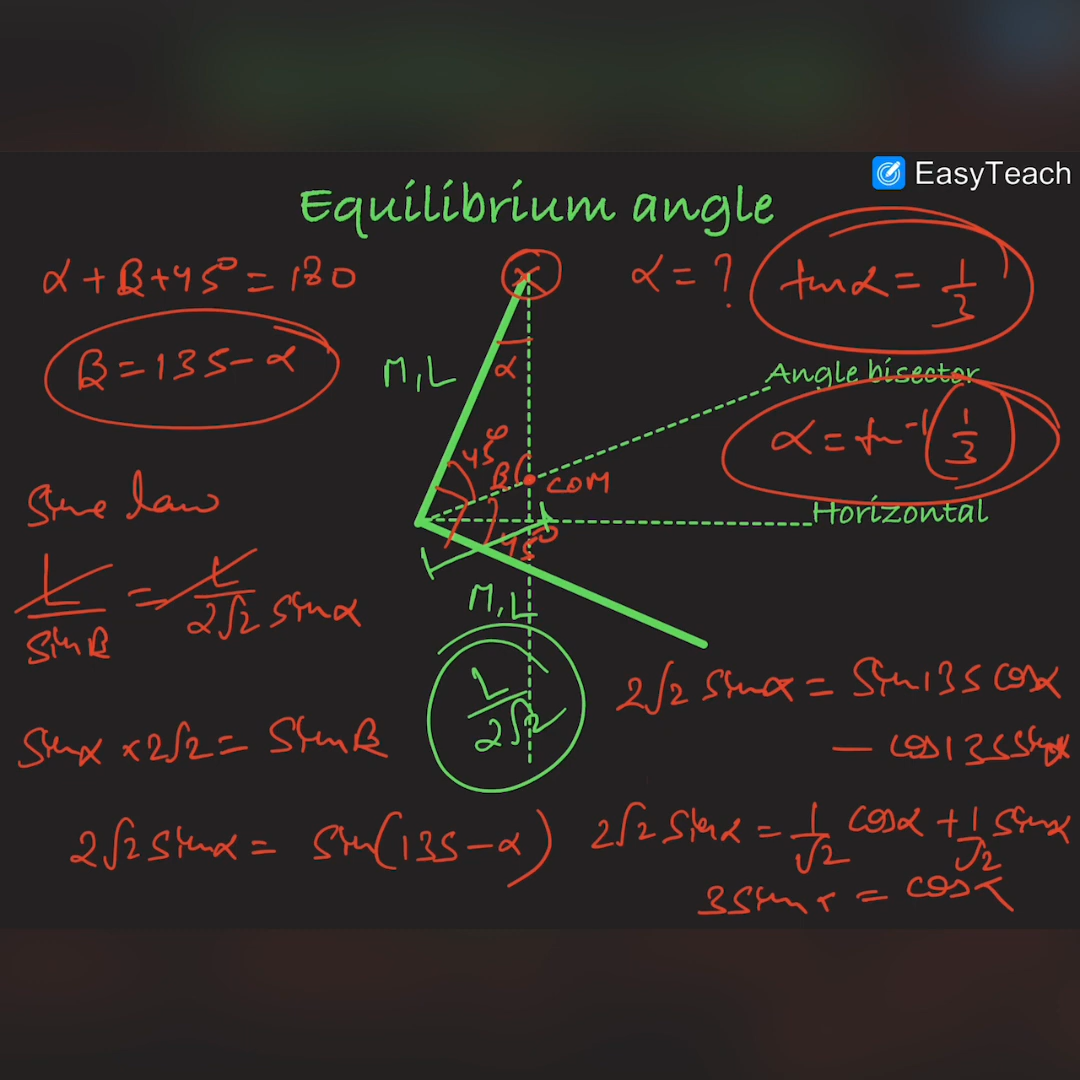 EasyTeach
Equilibrium angle
α + β + 45° = 180
α = ?
tan α = 1/3
β = 135 - α
M, L
α
Angle bisector
α = tan⁻¹ 1/3
45°
β
COM
Sine law
Horizontal
45°
L/sin β = L/2√2 sin α
M, L
L/2√2
2√2 sin α = sin 135 cos α
- cos 135 sin α
sin α × 2√2 = sin β
2√2 sin α = sin(135 - α)
2√2 sin α = 1/√2 cos α + 1/√2 sin α
3 sin α = cos α